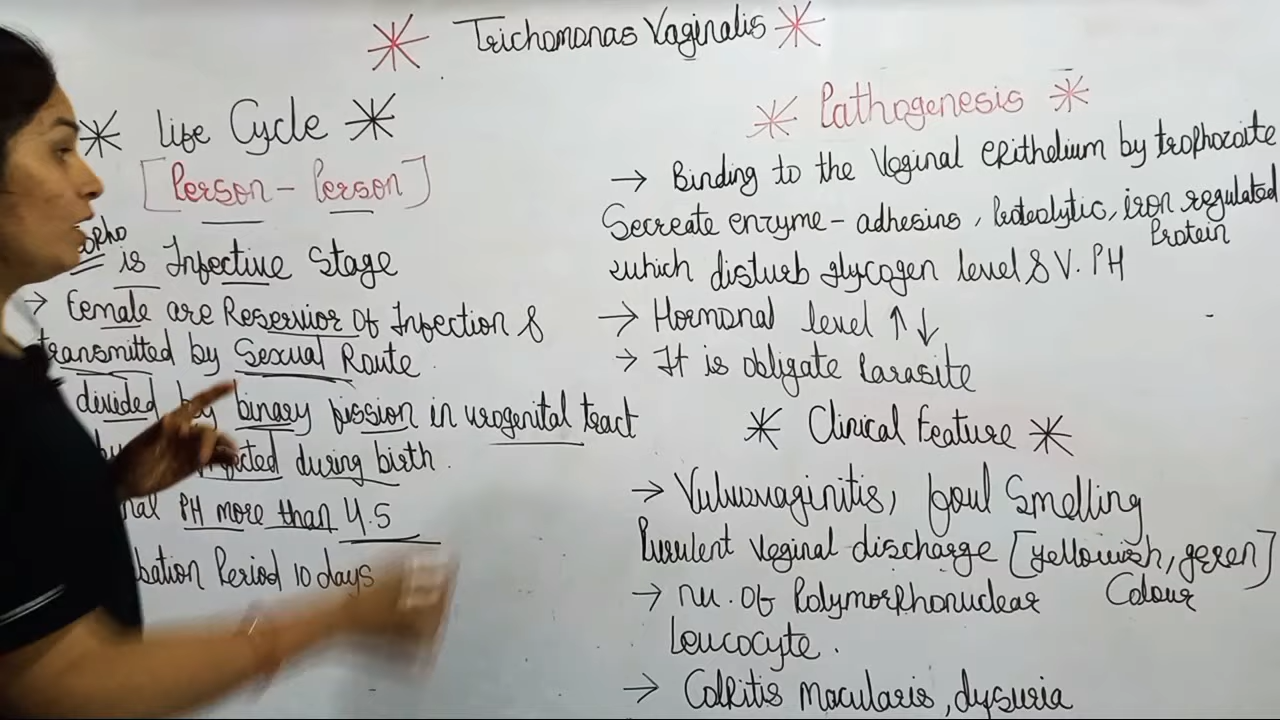 Trichomonas Vaginalis
Life Cycle
[Person - Person]
is Infective Stage
→ Female are Reservior of Infection &
transmitted by Sexual Route.
divided by binary fission in urogenital tract
during birth.
PH more than 4.5
Period 10 days
Pathogenesis
→ Binding to the Vaginal epithelium by trophozoite
Secreate enzyme - adhesins, Proteolytic, iron regulated
Protein
which disturb glycogen level & V. PH
→ Hormonal level ↑↓
→ It is obligate Parasite
Clinical Feature
→ Vulvovaginitis, foul Smelling
Purulent Vaginal discharge [yellowish, green]
Colour
→ nu. of Polymorphonuclear
Leucocyte.
→ Colpitis Macularis, dysuria